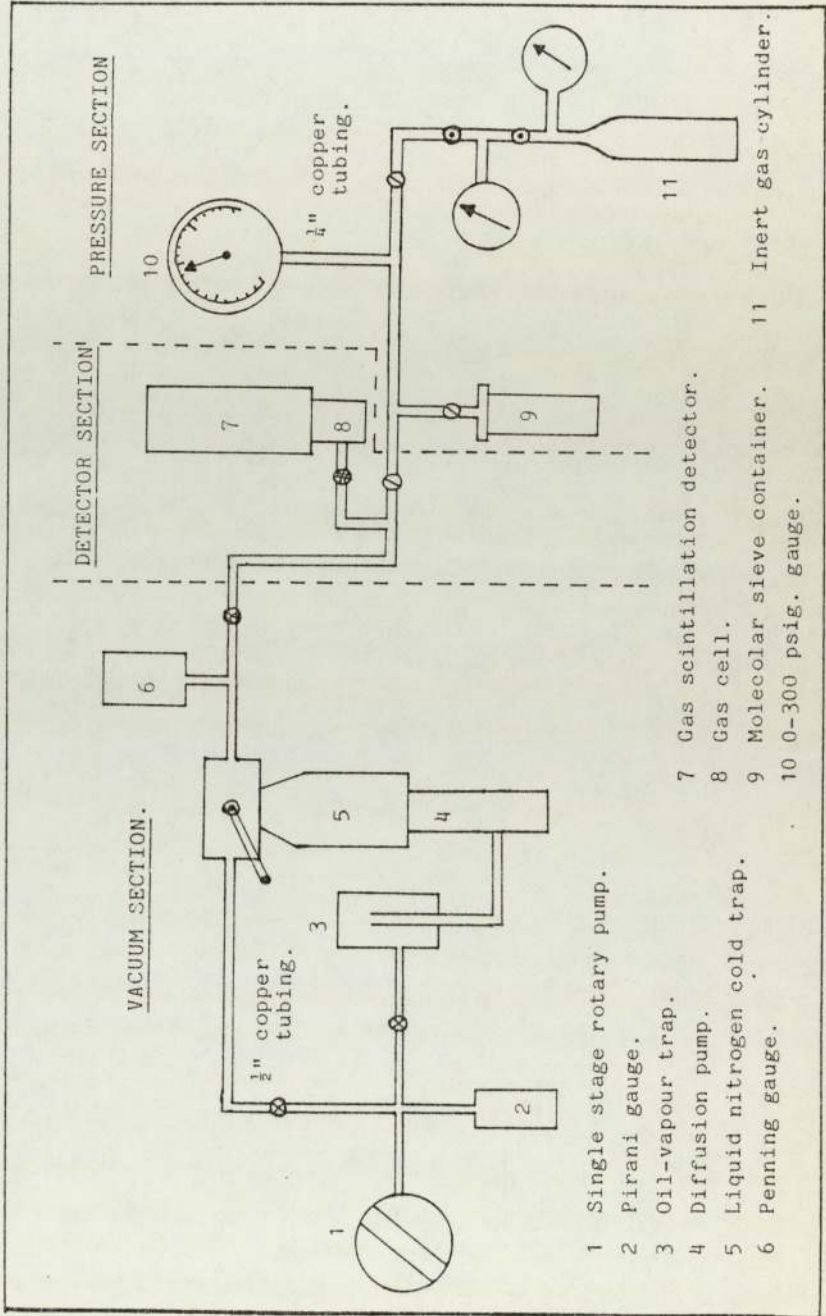 VACUUM SECTION.
DETECTOR SECTION
PRESSURE SECTION
1/2" copper
tubing.
1/4" copper
tubing.
1
2
3
4
5
6
7
8
9
10
11
1 Single stage rotary pump.
2 Pirani gauge.
3 Oil-vapour trap.
4 Diffusion pump.
5 Liquid nitrogen cold trap.
6 Penning gauge.
7 Gas scintillation detector.
8 Gas cell.
9 Molecolar sieve container.
10 0-300 psig. gauge.
11 Inert gas cylinder.